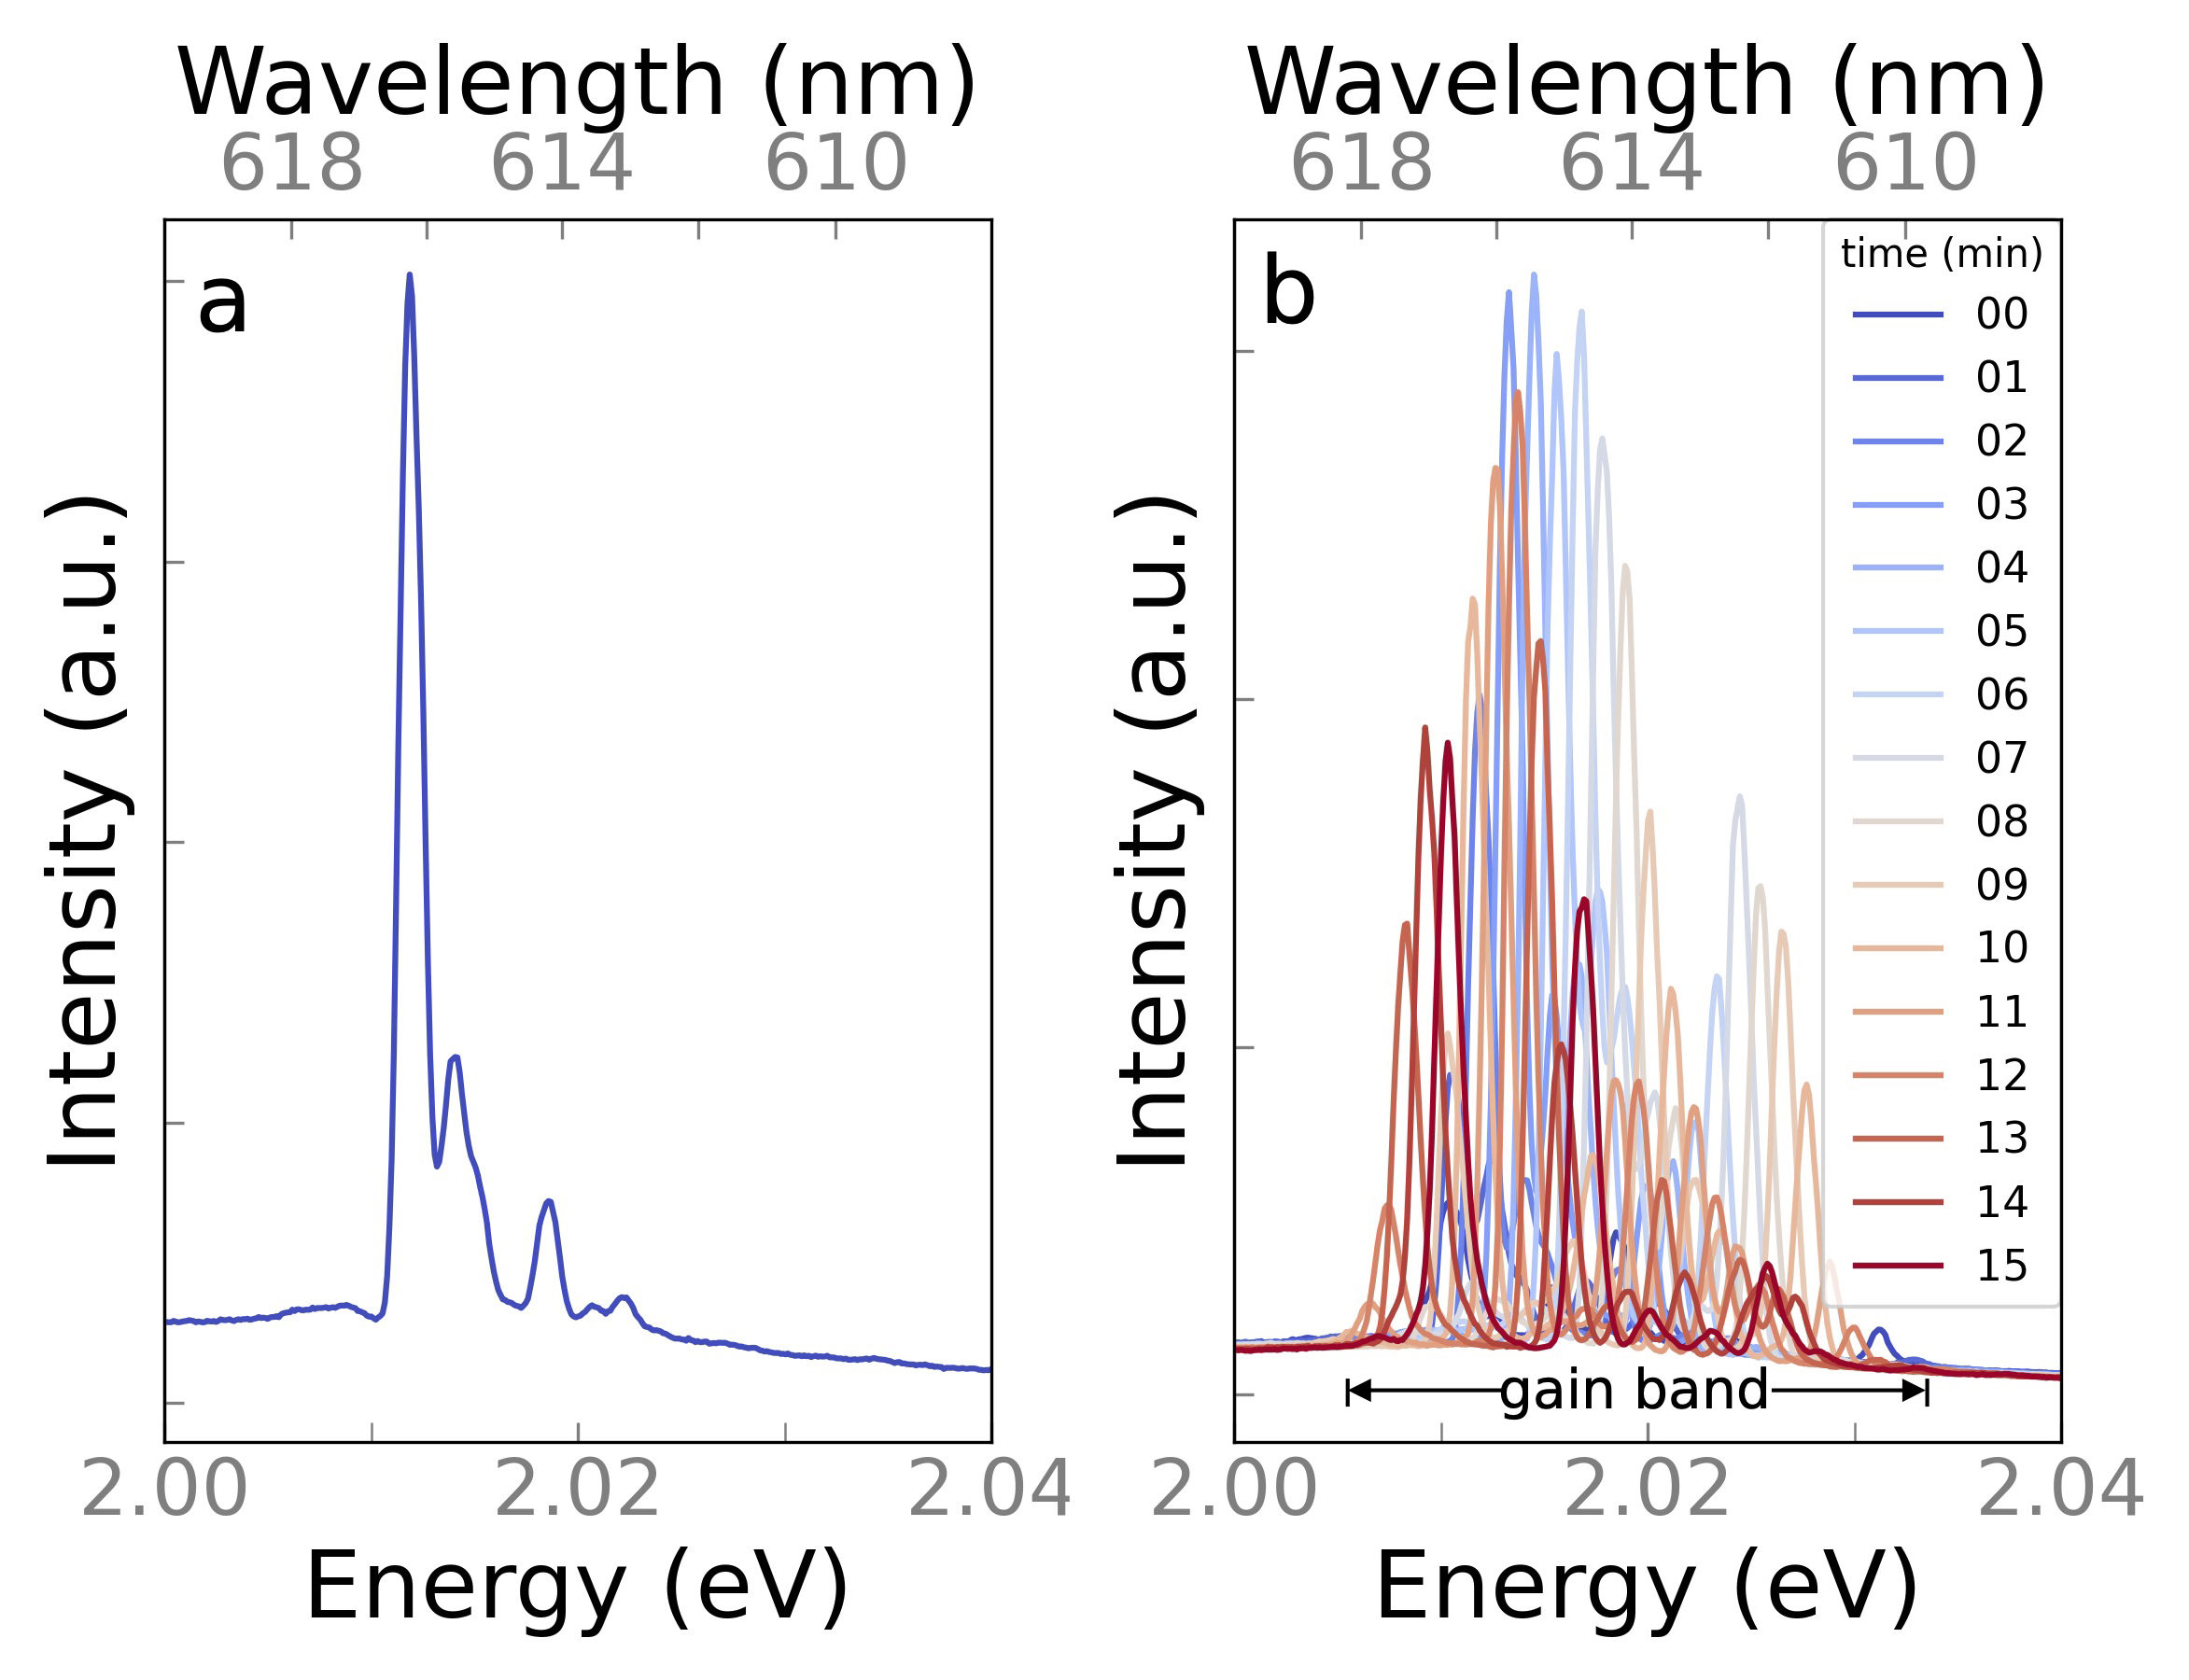 Wavelength (nm)
618 614 610
a
Intensity (a.u.)
2.00 2.02 2.04
Energy (eV)
Wavelength (nm)
618 614 610
b
time (min)
00
01
02
03
04
05
06
07
08
09
10
11
12
13
14
15
Intensity (a.u.)
gain band
2.00 2.02 2.04
Energy (eV)